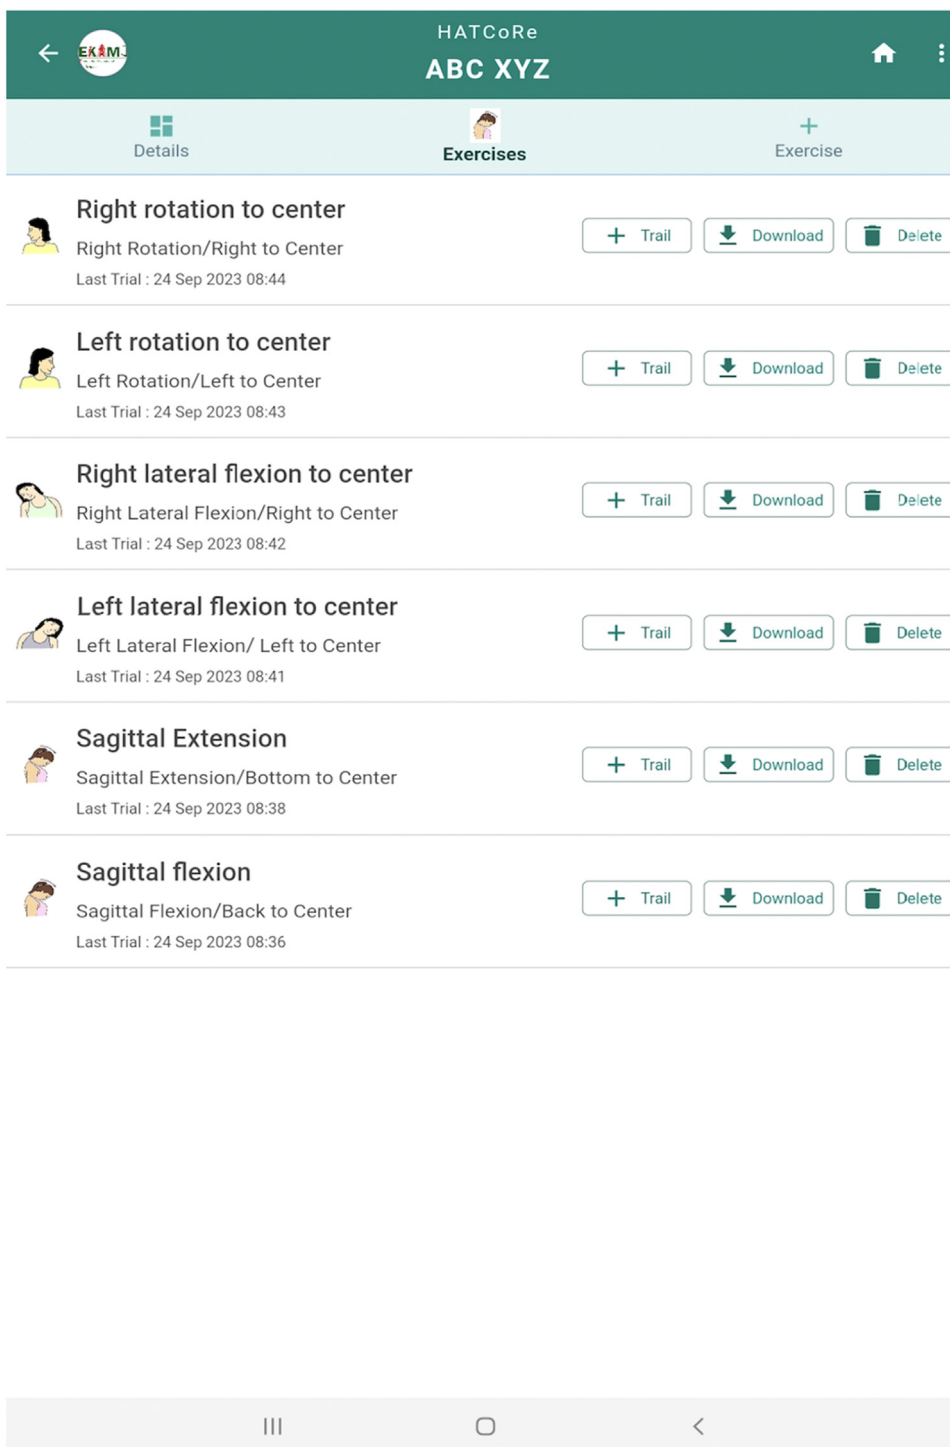 HATCoRe
EKAM
ABC XYZ
Details
Exercises
Exercise
Right rotation to center
Right Rotation/Right to Center
Last Trial : 24 Sep 2023 08:44
Trail
Download
Delete
Left rotation to center
Left Rotation/Left to Center
Last Trial : 24 Sep 2023 08:43
Trail
Download
Delete
Right lateral flexion to center
Right Lateral Flexion/Right to Center
Last Trial : 24 Sep 2023 08:42
Trail
Download
Delete
Left lateral flexion to center
Left Lateral Flexion/ Left to Center
Last Trial : 24 Sep 2023 08:41
Trail
Download
Delete
Sagittal Extension
Sagittal Extension/Bottom to Center
Last Trial : 24 Sep 2023 08:38
Trail
Download
Delete
Sagittal flexion
Sagittal Flexion/Back to Center
Last Trial : 24 Sep 2023 08:36
Trail
Download
Delete